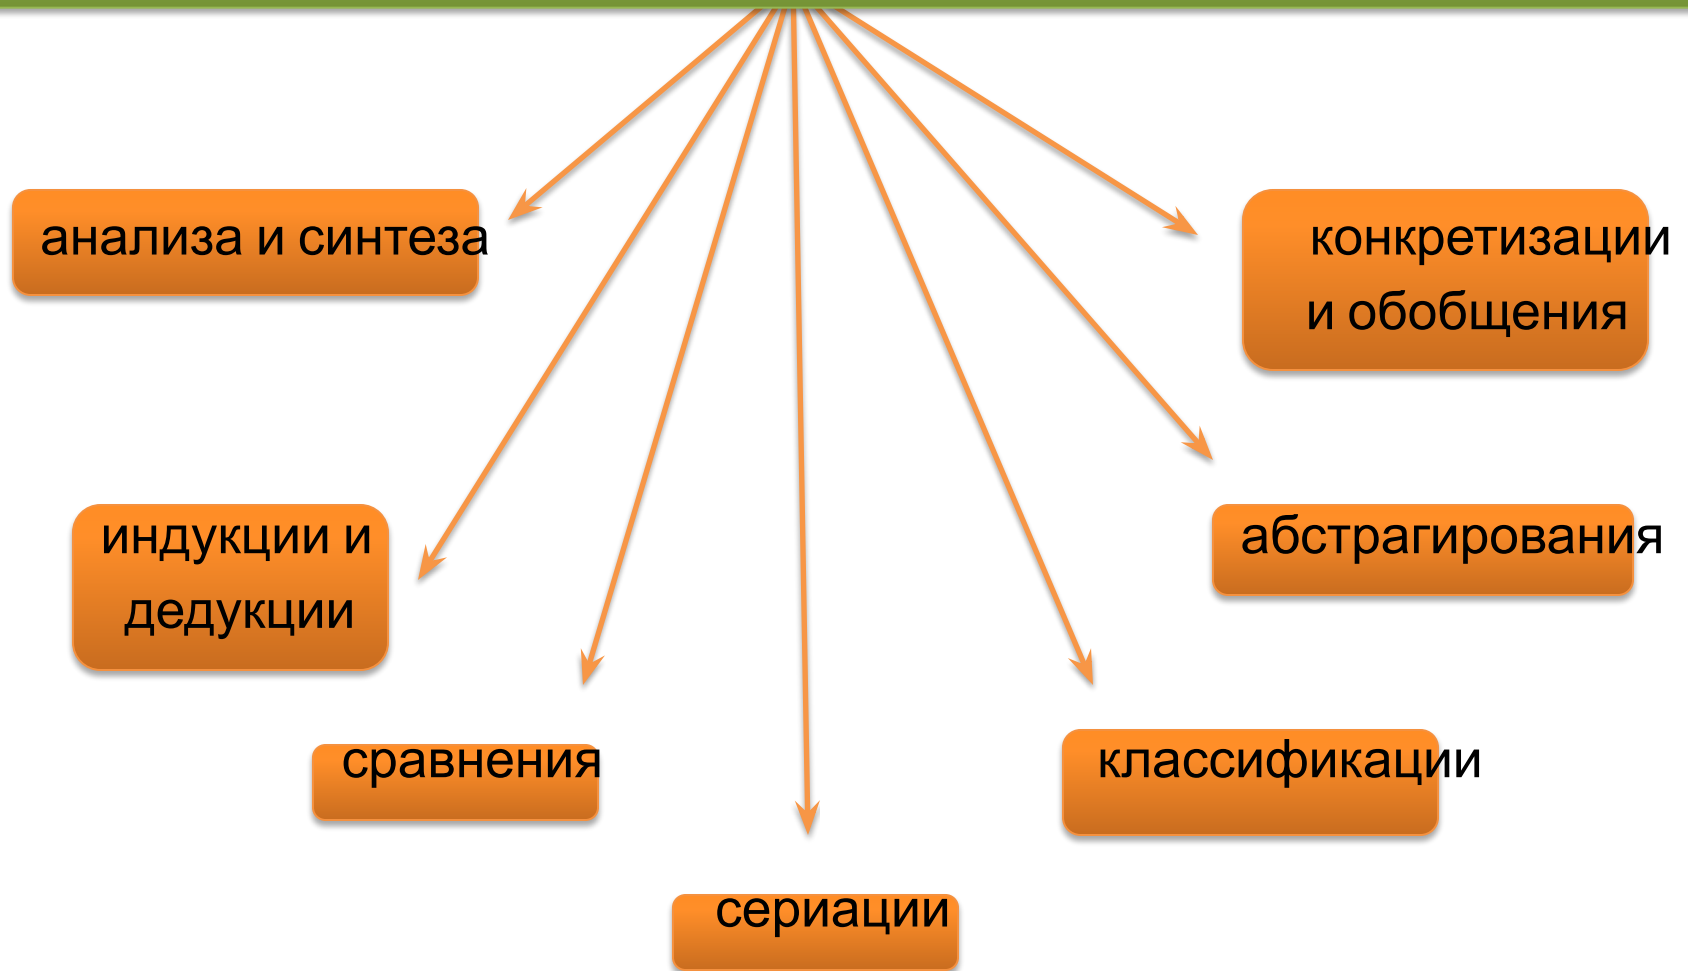 анализа и синтеза
конкретизации
и обобщения
индукции и
дедукции
абстрагирования
сравнения
классификации
сериации